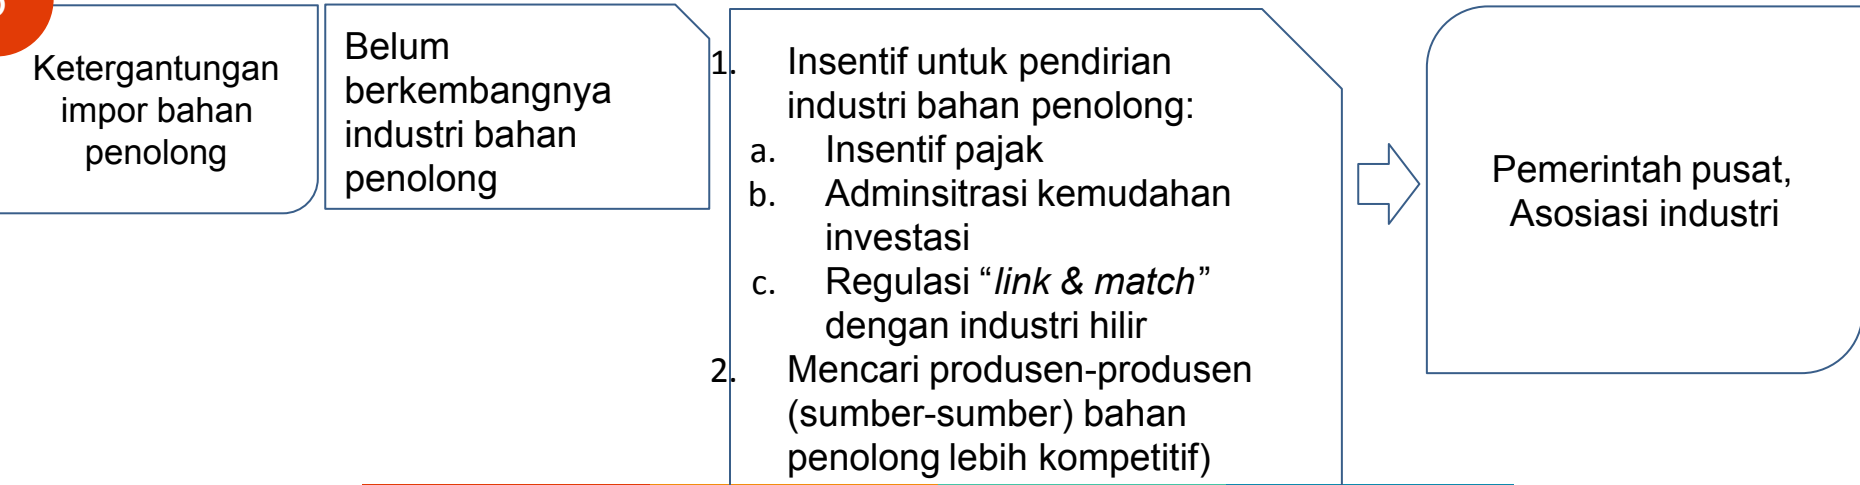 Ketergantungan
impor bahan
penolong
Belum
berkembangnya
industri bahan
penolong
1. Insentif untuk pendirian
industri bahan penolong:
a. Insentif pajak
b. Adminsitrasi kemudahan
investasi
c. Regulasi “link & match”
dengan industri hilir
2. Mencari produsen-produsen
(sumber-sumber) bahan
penolong lebih kompetitif)
Pemerintah pusat,
Asosiasi industri